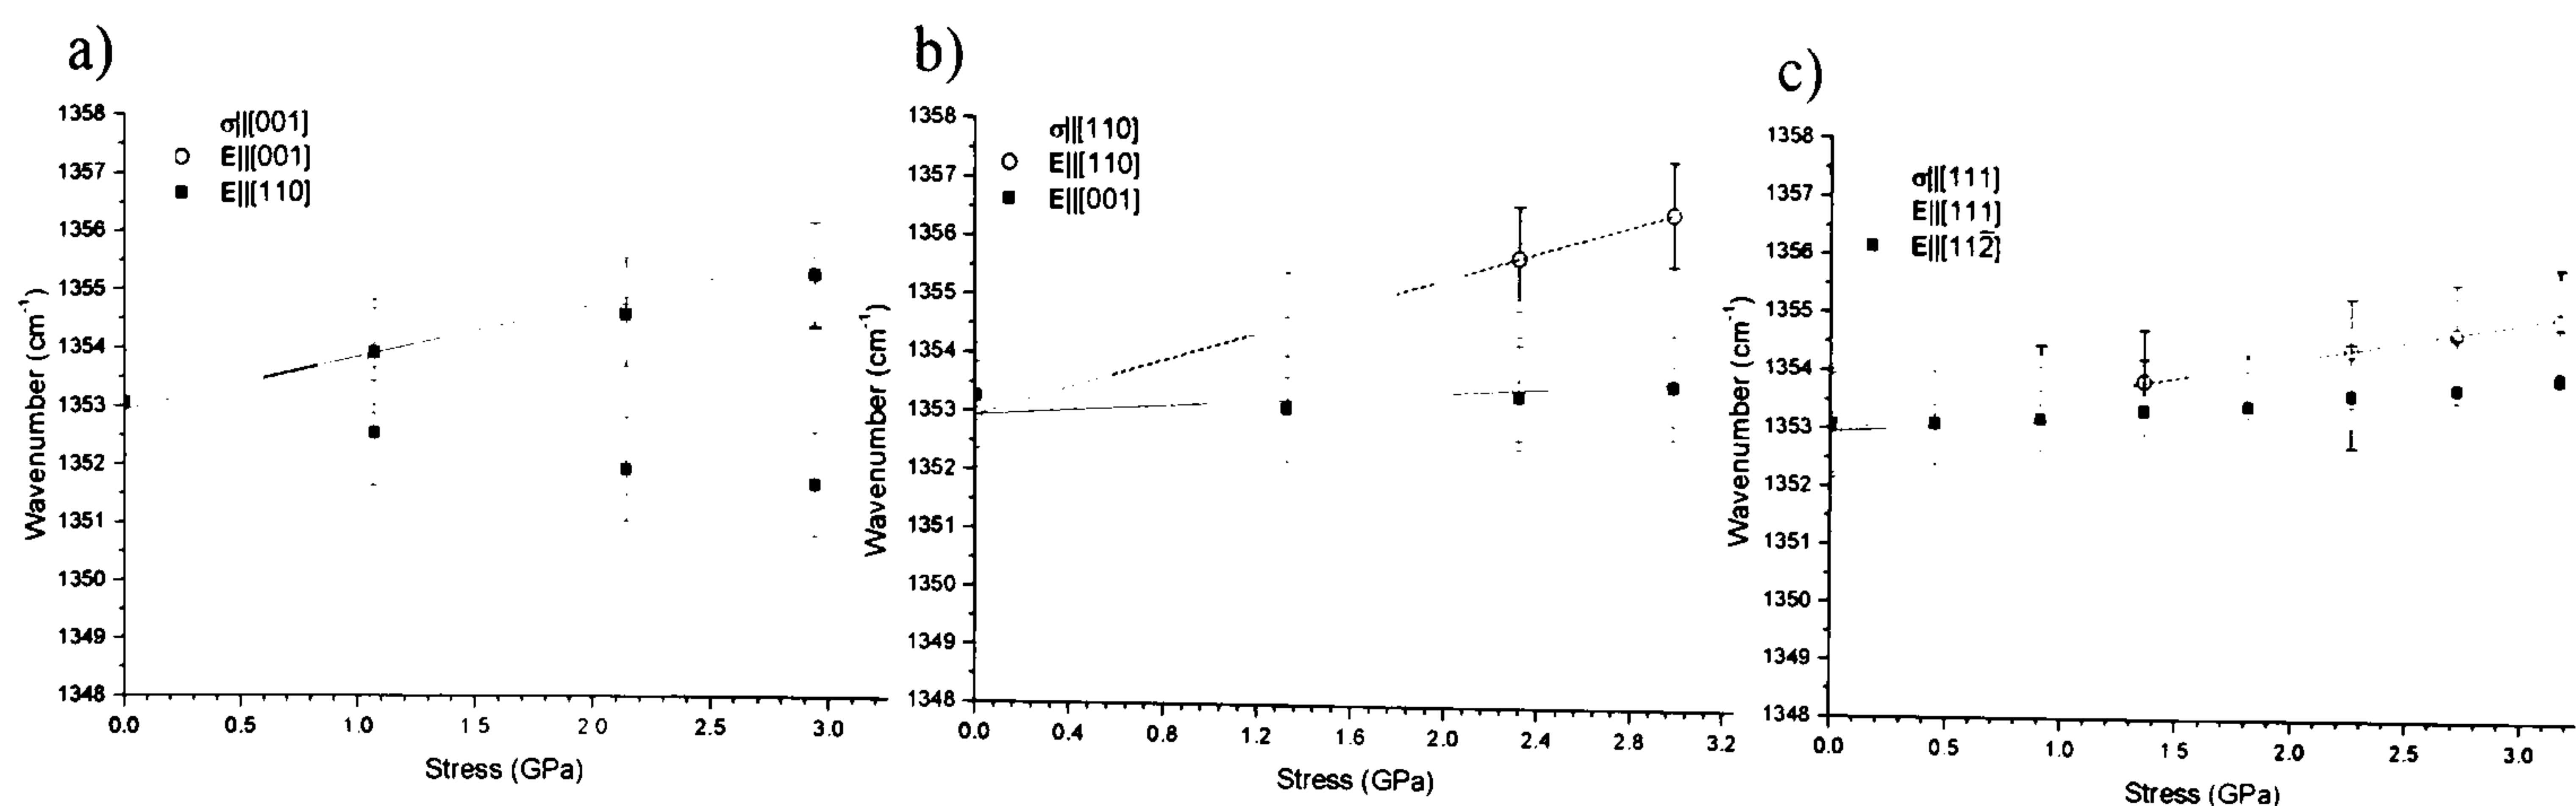 a)
σ||[001]
E||[001]
E||[110]
1358
1357
1356
1355
1354
1353
1352
1351
1350
1349
1348
Wavenumber (cm-1)
0.0 0.5 1.0 1 5 2 0 2.5 3.0
Stress (GPa)
b)
σ||[110]
E||[110]
E||[001]
1358
1357
1356
1355
1354
1353
1352
1351
1350
1349
1348
Wavenumber (cm-1)
0.0 0.4 0.8 1.2 1.6 2.0 2.4 2.8 3.2
Stress (GPa)
c)
σ||[111]
E||[111]
E||[112̅]
1358
1357
1356
1355
1354
1353
1352
1351
1350
1349
1348
Wavenumber (cm-1)
0.0 0.5 1.0 1 5 2.0 2.5 3.0
Stress (GPa)